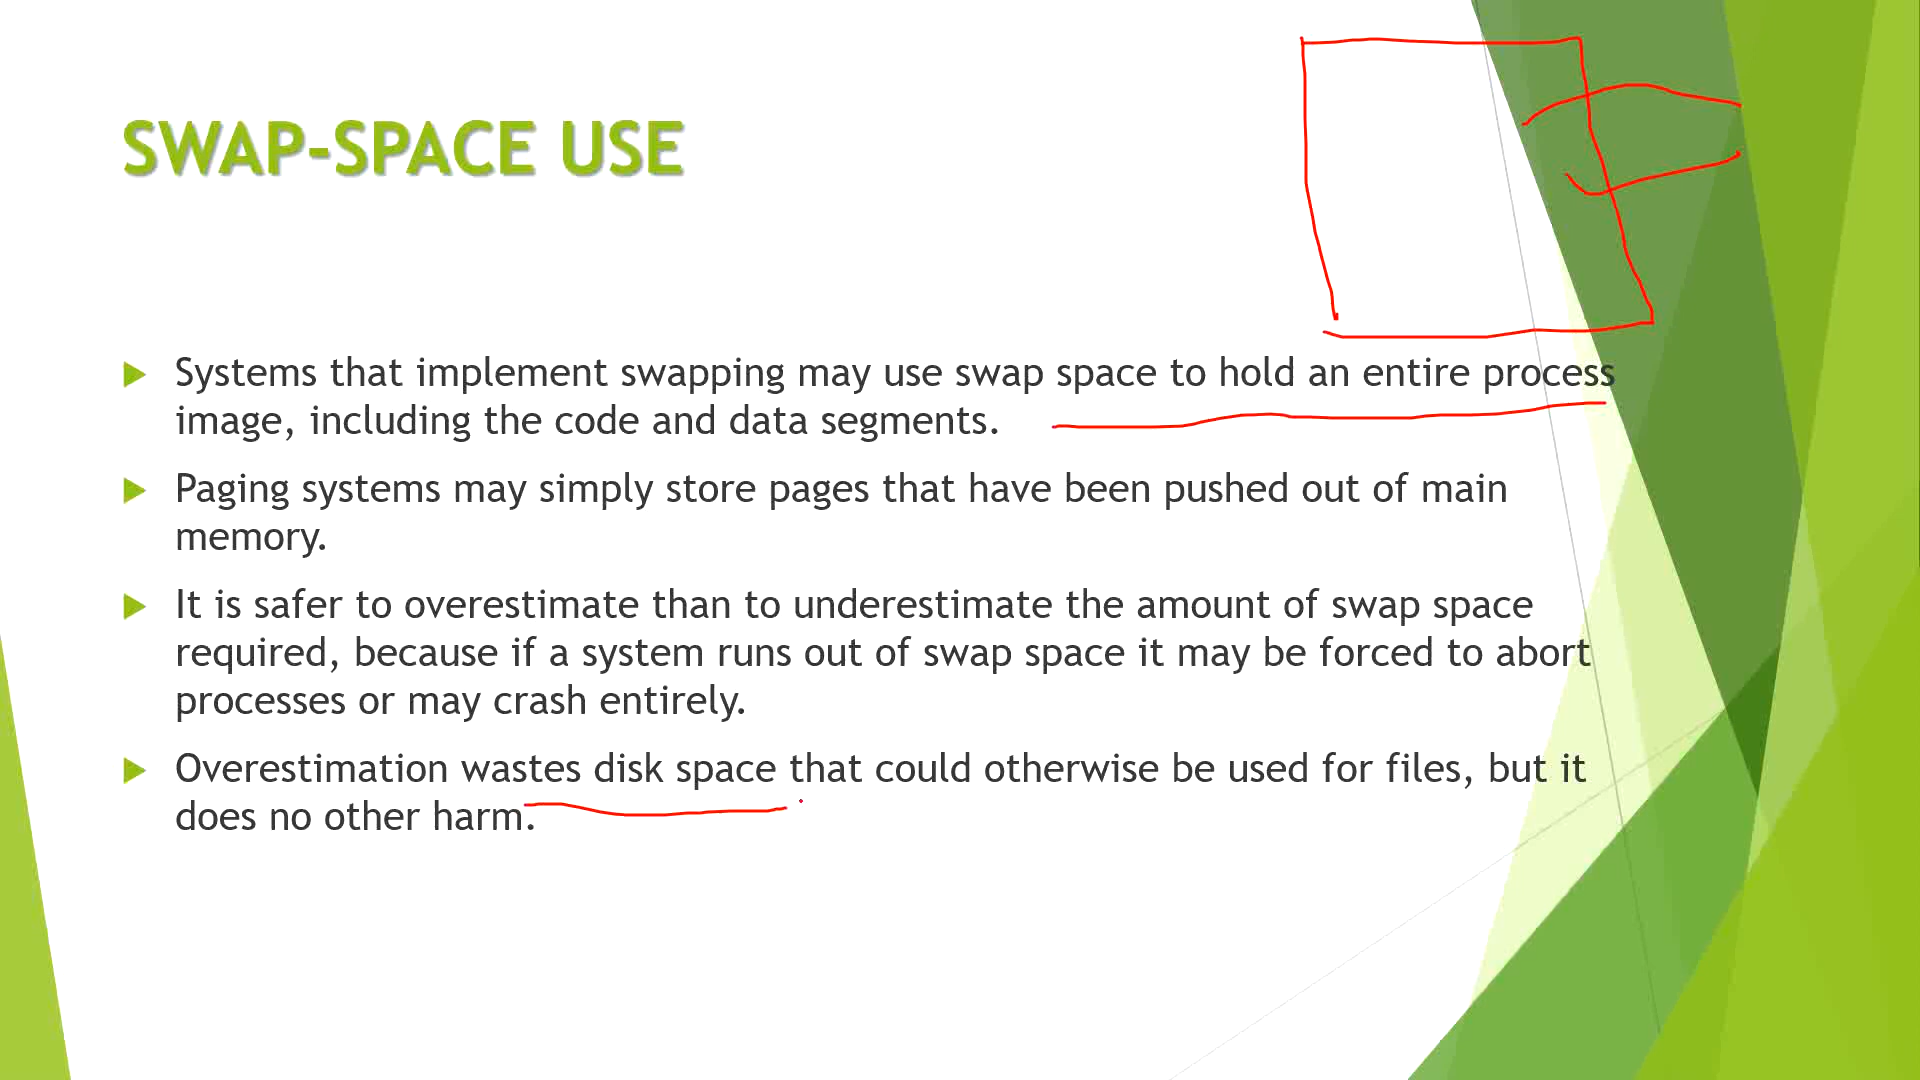 SWAP-SPACE USE
Systems that implement swapping may use swap space to hold an entire process
image, including the code and data segments.
Paging systems may simply store pages that have been pushed out of main
memory.
It is safer to overestimate than to underestimate the amount of swap space
required, because if a system runs out of swap space it may be forced to abort
processes or may crash entirely.
Overestimation wastes disk space that could otherwise be used for files, but it
does no other harm.